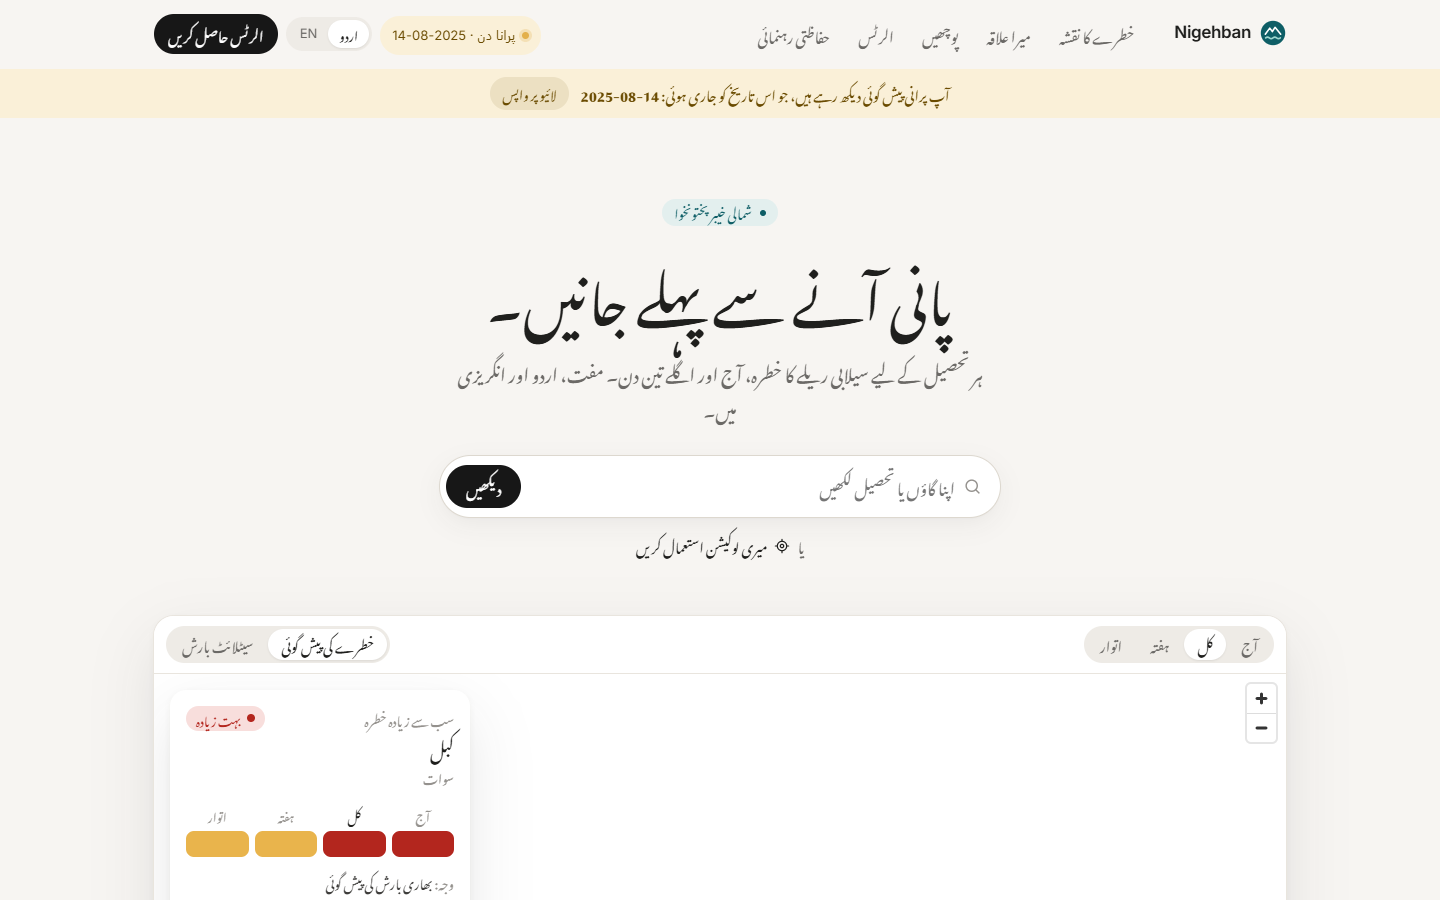 Nigehban
خطرے کا نقشہ
میرا علاقہ
پوچھیں
الرٹس
حفاظتی رہنمائی
پرانا دن · 2025-08-14
اردو
EN
الرٹس حاصل کریں
آپ پرانی پیش گوئی دیکھ رہے ہیں، جو اس تاریخ کو جاری ہوئی: 2025-08-14
لائیو پر واپس
شمالی خیبر پختونخوا
پانی آنے سے پہلے جانیں۔
ہر تحصیل کے لیے سیلابی ریلے کا خطرہ، آج اور اگلے تین دن۔ مفت، اردو اور انگریزی
میں۔
اپنا گاؤں یا تحصیل لکھیں
دیکھیں
یا
میری لوکیشن استعمال کریں
آج
کل
ہفتہ
اتوار
خطرے کی پیش گوئی
سیٹلائٹ بارش
+
−
سب سے زیادہ خطرہ
بہت زیادہ
کبل
سوات
آج
کل
ہفتہ
اتوار
وجہ: بھاری بارش کی پیش گوئی